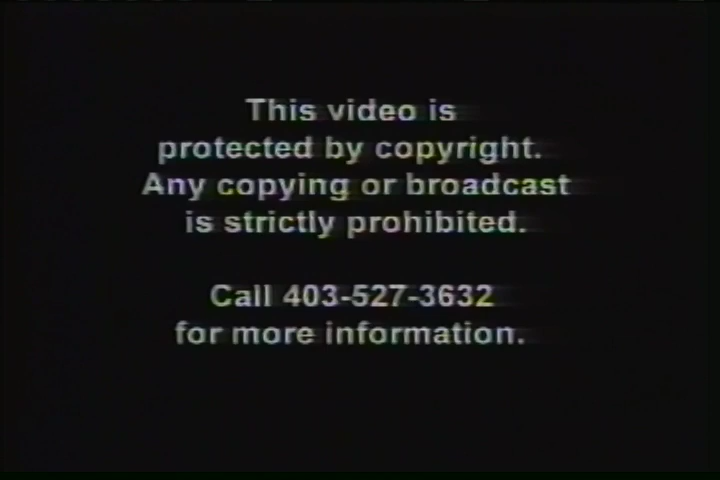 This video is
protected by copyright.
Any copying or broadcast
is strictly prohibited.
Call 403-527-3632
for more information.